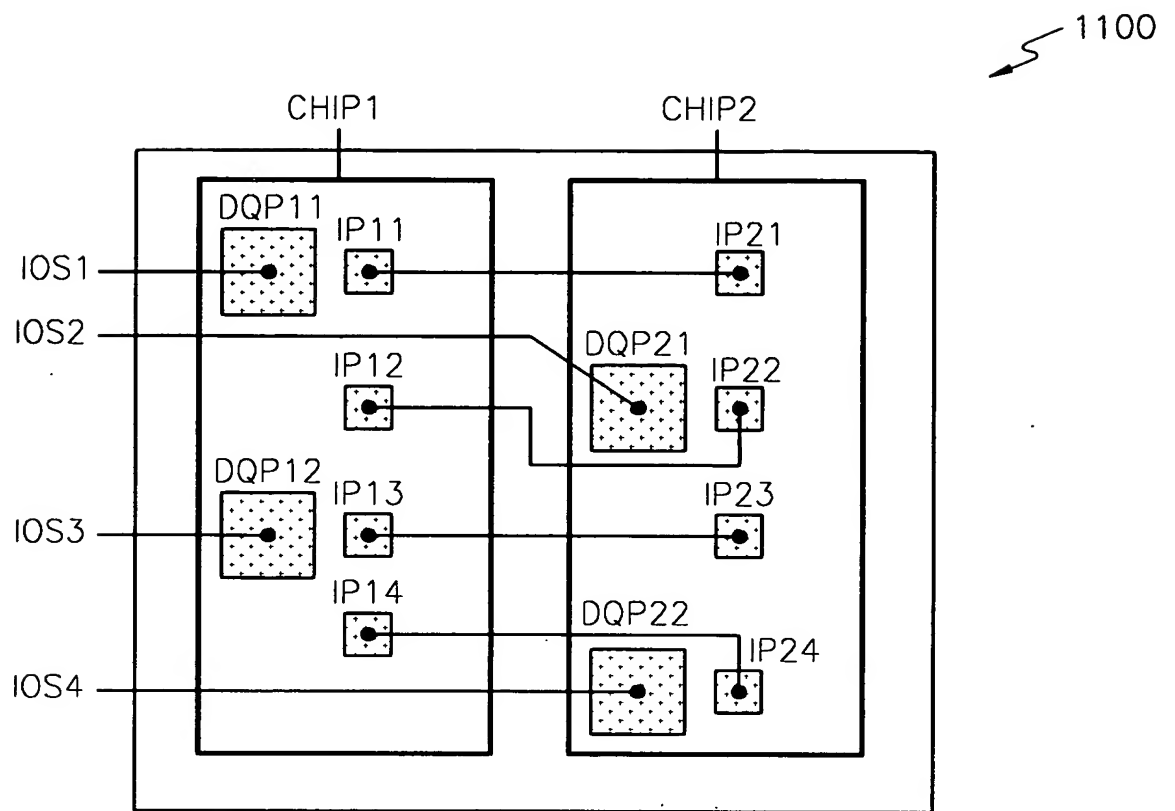 1100
CHIP1 CHIP2
DQP11 IP11 IP21
IOS1
IOS2
IP12 DQP21 IP22
DQP12 IP13 IP23
IOS3
IP14 DQP22
IP24
IOS4